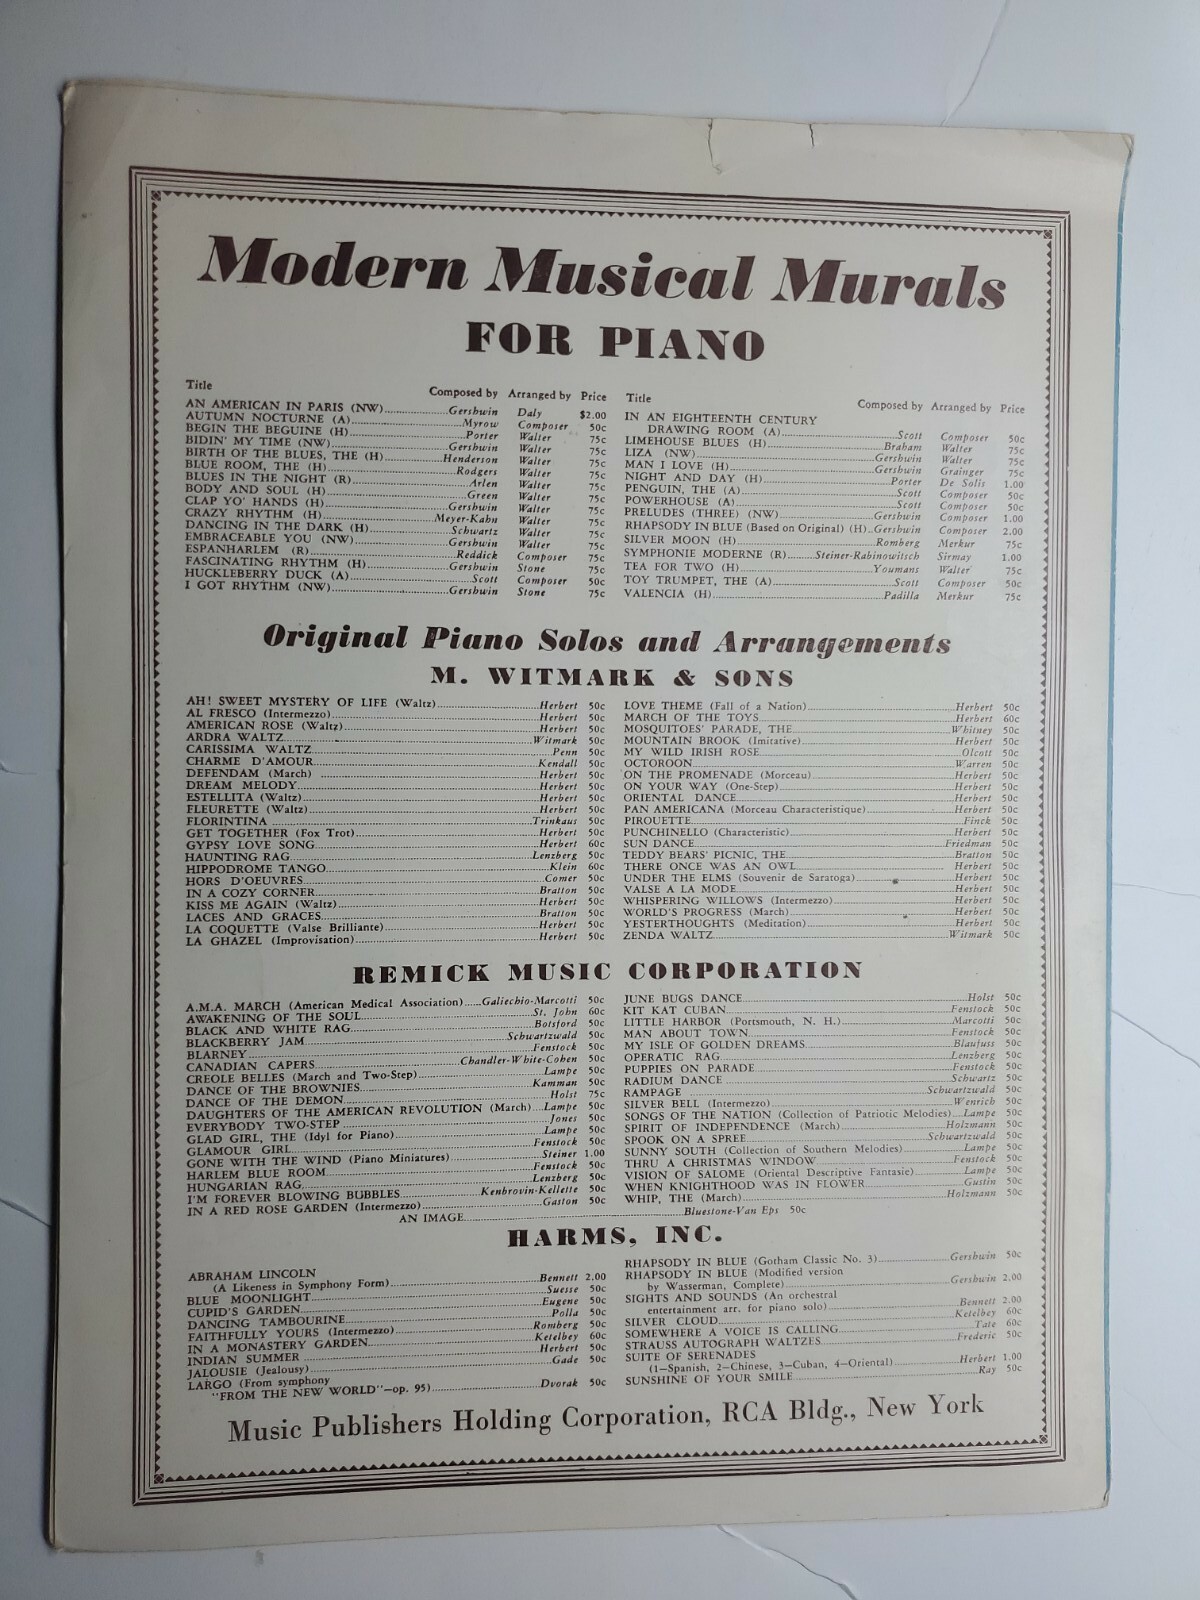 Modern Musical Murals
FOR PIANO
Title Composed by Arranged by Price
AN AMERICAN IN PARIS (NW) Gershwin Daly $2.00
AUTUMN NOCTURNE (A) Myrow Composer 50c
BEGIN THE BEGUINE (H) Porter Walter 75c
BIDIN' MY TIME (NW) Gershwin Walter 75c
BIRTH OF THE BLUES, THE (H) Henderson Walter 75c
BLUE ROOM, THE (H) Rodgers Walter 75c
BLUES IN THE NIGHT (R) Arlen Walter 75c
BODY AND SOUL (H) Green Walter 75c
CLAP YO' HANDS (H) Gershwin Walter 75c
CRAZY RHYTHM (H) Meyer-Kahn Walter 75c
DANCING IN THE DARK (H) Schwartz Walter 75c
EMBRACEABLE YOU (NW) Gershwin Walter 75c
ESPANHARLEM (R) Reddick Composer 75c
FASCINATING RHYTHM (H) Gershwin Stone 75c
HUCKLEBERRY DUCK (A) Scott Composer 50c
I GOT RHYTHM (NW) Gershwin Stone 75c
Title Composed by Arranged by Price
IN AN EIGHTEENTH CENTURY
DRAWING ROOM (A) Scott Composer 50c
LIMEHOUSE BLUES (H) Braham Walter 75c
LIZA (NW) Gershwin Walter 75c
MAN I LOVE (H) Gershwin Grainger 75c
NIGHT AND DAY (H) Porter De Solis 1.00
PENGUIN, THE (A) Scott Composer 50c
POWERHOUSE (A) Scott Composer 50c
PRELUDES (THREE) (NW) Gershwin Composer 1.00
RHAPSODY IN BLUE (Based on Original) (H) Gershwin Composer 2.00
SILVER MOON (H) Romberg Merkur 75c
SYMPHONIE MODERNE (R) Steiner-Rabinowitsch Sirmay 1.00
TEA FOR TWO (H) Youmans Walter 75c
TOY TRUMPET, THE (A) Scott Composer 50c
VALENCIA (H) Padilla Merkur 75c
Original Piano Solos and Arrangements
M. WITMARK & SONS
AH! SWEET MYSTERY OF LIFE (Waltz) Herbert 50c
AL FRESCO (Intermezzo) Herbert 50c
AMERICAN ROSE (Waltz) Herbert 50c
ARDRA WALTZ Witmark 50c
CARISSIMA WALTZ Penn 50c
CHARME D'AMOUR Kendall 50c
DEFENDAM (March) Herbert 50c
DREAM MELODY Herbert 50c
ESTELLITA (Waltz) Herbert 50c
FLEURETTE (Waltz) Herbert 50c
FLORINTINA Trinkaus 50c
GET TOGETHER (Fox Trot) Herbert 50c
GYPSY LOVE SONG Herbert 60c
HAUNTING RAG Lenzberg 50c
HIPPODROME TANGO Klein 60c
HORS D'OEUVRES Comer 50c
IN A COZY CORNER Bratton 50c
KISS ME AGAIN (Waltz) Herbert 50c
LACES AND GRACES Bratton 50c
LA COQUETTE (Valse Brilliante) Herbert 50c
LA GHAZEL (Improvisation) Herbert 50c
LOVE THEME (Fall of a Nation) Herbert 50c
MARCH OF THE TOYS Herbert 60c
MOSQUITOES' PARADE, THE Whitney 50c
MOUNTAIN BROOK (Imitative) Herbert 50c
MY WILD IRISH ROSE Olcott 50c
OCTOROON Warren 50c
ON THE PROMENADE (Morceau) Herbert 50c
ON YOUR WAY (One-Step) Herbert 50c
ORIENTAL DANCE Herbert 50c
PAN AMERICANA (Morceau Characteristique) Herbert 50c
PIROUETTE Finck 50c
PUNCHINELLO (Characteristic) Herbert 50c
SUN DANCE Friedman 50c
TEDDY BEARS' PICNIC, THE Bratton 50c
THERE ONCE WAS AN OWL Herbert 50c
UNDER THE ELMS (Souvenir de Saratoga) Herbert 50c
VALSE A LA MODE Herbert 50c
WHISPERING WILLOWS (Intermezzo) Herbert 50c
WORLD'S PROGRESS (March) Herbert 50c
YESTERTHOUGHTS (Meditation) Herbert 50c
ZENDA WALTZ Witmark 50c
REMICK MUSIC CORPORATION
A.M.A. MARCH (American Medical Association) Galiechio-Marcotti 50c
AWAKENING OF THE SOUL St. John 60c
BLACK AND WHITE RAG Botsford 50c
BLACKBERRY JAM Schwartzwald 50c
BLARNEY Fenstock 50c
CANADIAN CAPERS Chandler-White-Cohen 50c
CREOLE BELLES (March and Two-Step) Lampe 50c
DANCE OF THE BROWNIES Kamman 50c
DANCE OF THE DEMON Holst 75c
DAUGHTERS OF THE AMERICAN REVOLUTION (March) Lampe 50c
EVERYBODY TWO-STEP Jones 50c
GLAD GIRL, THE (Idyl for Piano) Lampe 50c
GLAMOUR GIRL Fenstock 50c
GONE WITH THE WIND (Piano Miniatures) Steiner 1.00
HARLEM BLUE ROOM Fenstock 50c
HUNGARIAN RAG Lenzberg 50c
I'M FOREVER BLOWING BUBBLES Kenbrovin-Kellette 50c
IN A RED ROSE GARDEN (Intermezzo) Gaston 50c
JUNE BUGS DANCE Holst 50c
KIT KAT CUBAN Fenstock 50c
LITTLE HARBOR (Portsmouth, N. H.) Marcotti 50c
MAN ABOUT TOWN Fenstock 50c
MY ISLE OF GOLDEN DREAMS Blaufuss 50c
OPERATIC RAG Lenzberg 50c
PUPPIES ON PARADE Fenstock 50c
RADIUM DANCE Schwartz 50c
RAMPAGE Schwartzwald 50c
SILVER BELL (Intermezzo) Wenrich 50c
SONGS OF THE NATION (Collection of Patriotic Melodies) Lampe 50c
SPIRIT OF INDEPENDENCE (March) Holzmann 50c
SPOOK ON A SPREE Schwartzwald 50c
SUNNY SOUTH (Collection of Southern Melodies) Lampe 50c
THRU A CHRISTMAS WINDOW Fenstock 50c
VISION OF SALOME (Oriental Descriptive Fantasie) Lampe 50c
WHEN KNIGHTHOOD WAS IN FLOWER Gustin 50c
WHIP, THE (March) Holzmann 50c
AN IMAGE Bluestone-Van Eps 50c
HARMS, INC.
ABRAHAM LINCOLN
(A Likeness in Symphony Form) Bennett 2.00
BLUE MOONLIGHT Suesse 50c
CUPID'S GARDEN Eugene 50c
DANCING TAMBOURINE Polla 50c
FAITHFULLY YOURS (Intermezzo) Romberg 50c
IN A MONASTERY GARDEN Ketelbey 60c
INDIAN SUMMER Herbert 50c
JALOUSIE (Jealousy) Gade 50c
LARGO (From symphony
"FROM THE NEW WORLD"—op. 95) Dvorak 50c
RHAPSODY IN BLUE (Gotham Classic No. 3) Gershwin 50c
RHAPSODY IN BLUE (Modified version
by Wasserman, Complete) Gershwin 2.00
SIGHTS AND SOUNDS (An orchestral
entertainment arr. for piano solo) Bennett 2.00
SILVER CLOUD Ketelbey 60c
SOMEWHERE A VOICE IS CALLING Tate 60c
STRAUSS AUTOGRAPH WALTZES Frederic 50c
SUITE OF SERENADES
(1—Spanish, 2—Chinese, 3—Cuban, 4—Oriental) Herbert 1.00
SUNSHINE OF YOUR SMILE Ray 50c
Music Publishers Holding Corporation, RCA Bldg., New York